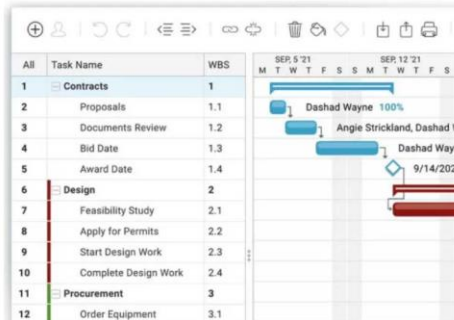 SEP, 5 '21 SEP, 12 '21
All Task Name WBS M T W T F S S M T W T F S
1 Contracts 1
2 Proposals 1.1 Dashad Wayne 100%
3 Documents Review 1.2 Angie Strickland, Dashad
4 Bid Date 1.3 Dashad Way
5 Award Date 1.4 9/14/202
6 Design 2
7 Feasibility Study 2.1
8 Apply for Permits 2.2
9 Start Design Work 2.3
10 Complete Design Work 2.4
11 Procurement 3
12 Order Equipment 3.1